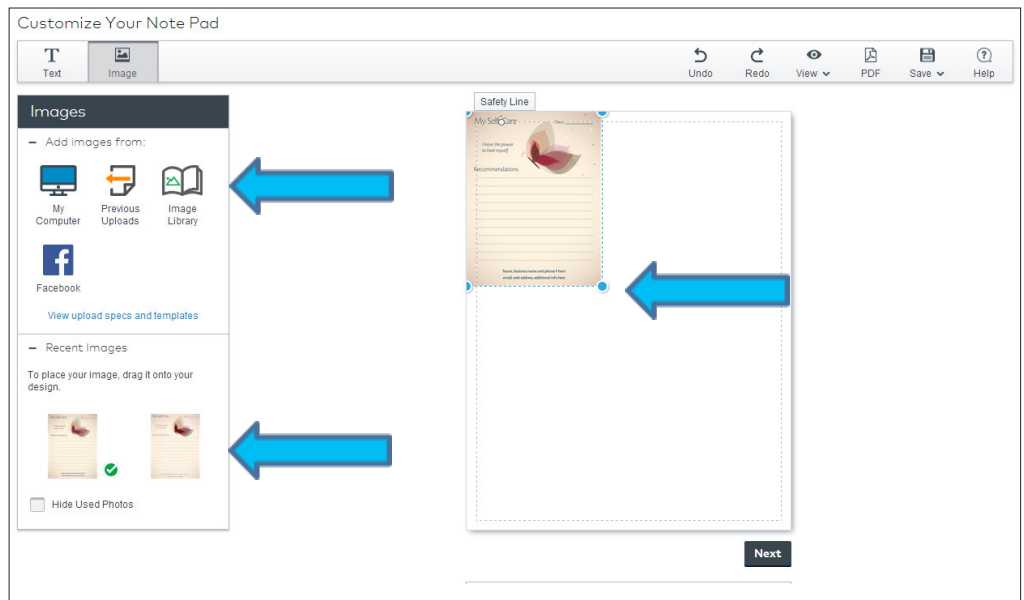 Customize Your Note Pad
T
Text
Image
Undo
Redo
View
PDF
Save
? Help
Images
Add images from:
My Computer
Previous Uploads
Image Library
f
Facebook
View upload specs and templates
Recent Images
To place your image, drag it onto your
design.
Hide Used Photos
Safety Line
My Self Care
Date
I have the power
to heal myself
Recommendations
Name, business name and phone # here
email, web address, additional info here
Next